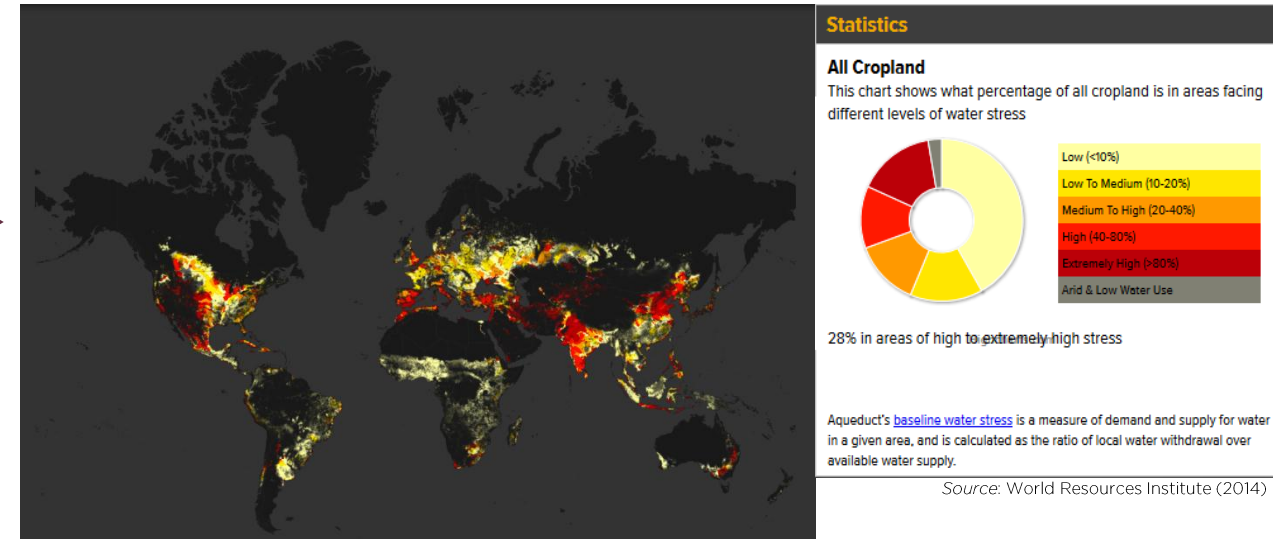 Statistics
All Cropland
This chart shows what percentage of all cropland is in areas facing
different levels of water stress
Low (<10%)
Low To Medium (10-20%)
Medium To High (20-40%)
High (40-80%)
Extremely High (>80%)
Arid & Low Water Use
28% in areas of high to extremely high stress
Aqueduct's baseline water stress is a measure of demand and supply for water
in a given area, and is calculated as the ratio of local water withdrawal over
available water supply.
Source: World Resources Institute (2014)